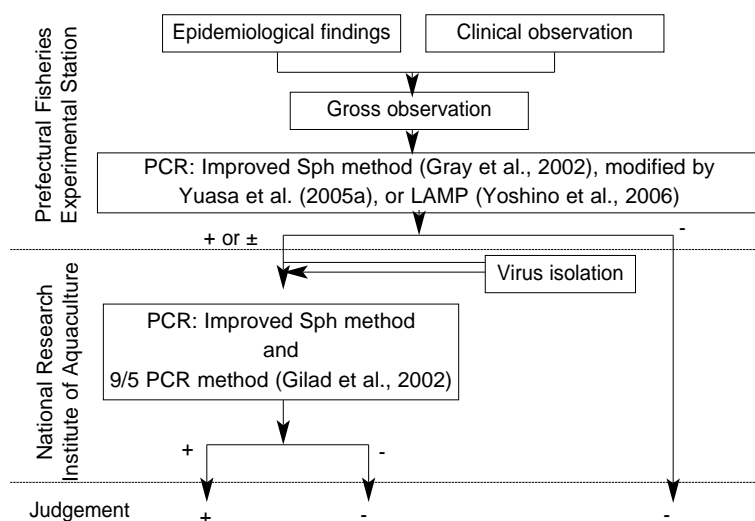 Epidemiological findings
Clinical observation
Gross observation
PCR: Improved Sph method (Gray et al., 2002), modified by
Yuasa et al. (2005a), or LAMP (Yoshino et al., 2006)
Prefectural Fisheries
Experimental Station
+ or ±
-
Virus isolation
PCR: Improved Sph method
and
9/5 PCR method (Gilad et al., 2002)
National Research
Institute of Aquaculture
+
-
Judgement
+
-
-